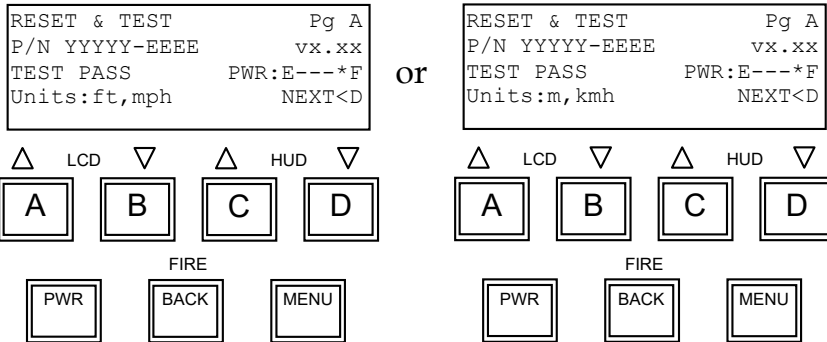 RESET & TEST Pg A
P/N YYYYY-EEEE vx.xx
TEST PASS PWR:E---*F
Units:ft,mph NEXT<D
LCD HUD
A B C D
FIRE
PWR BACK MENU
or
RESET & TEST Pg A
P/N YYYYY-EEEE vx.xx
TEST PASS PWR:E---*F
Units:m,kmh NEXT<D
LCD HUD
A B C D
FIRE
PWR BACK MENU